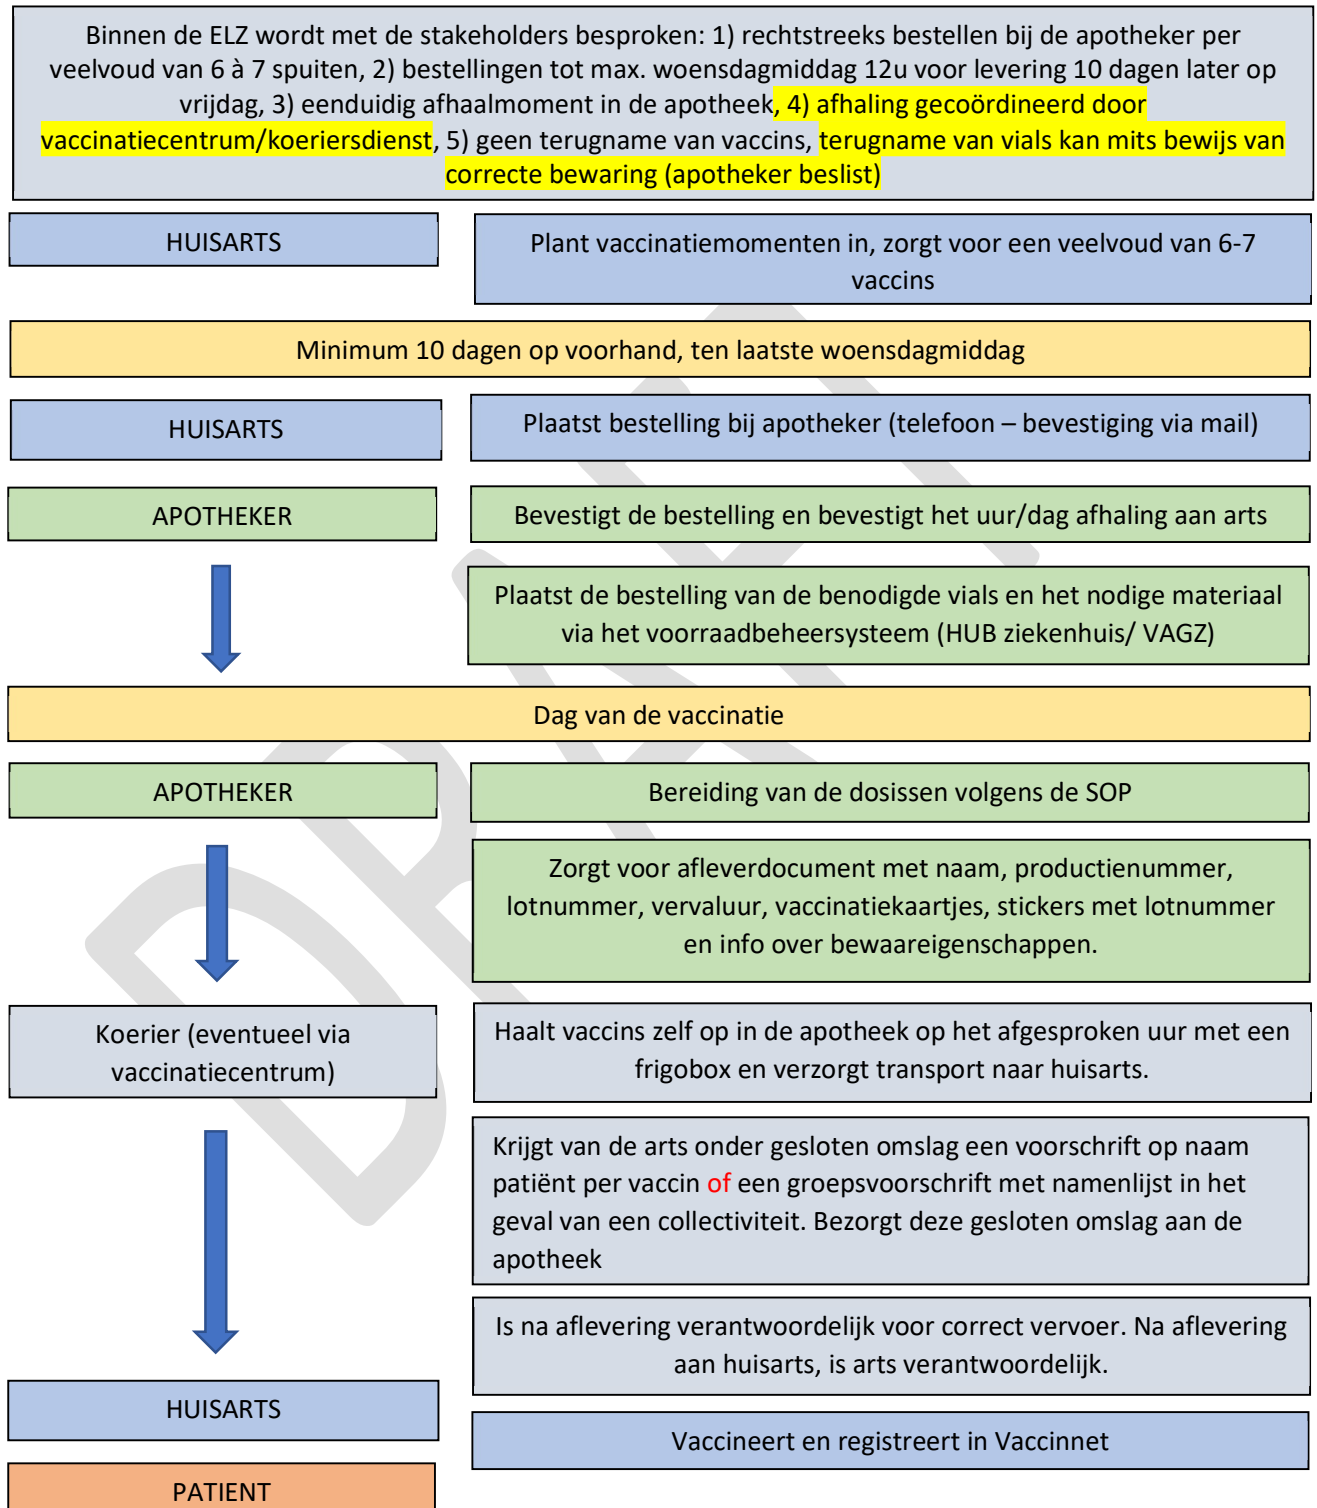 Binnen de ELZ wordt met de stakeholders besproken: 1) rechtstreeks bestellen bij de apotheker per
veelvoud van 6 à 7 spuiten, 2) bestellingen tot max. woensdagmiddag 12u voor levering 10 dagen later op
vrijdag, 3) eenduidig afhaalmoment in de apotheek, 4) afhaling gecoördineerd door
vaccinatiecentrum/koeriersdienst, 5) geen terugname van vaccins, terugname van vials kan mits bewijs van
correcte bewaring (apotheker beslist)
HUISARTS
Plant vaccinatiemomenten in, zorgt voor een veelvoud van 6-7
vaccins
Minimum 10 dagen op voorhand, ten laatste woensdagmiddag
HUISARTS
Plaatst bestelling bij apotheker (telefoon – bevestiging via mail)
APOTHEKER
Bevestigt de bestelling en bevestigt het uur/dag afhaling aan arts
Plaatst de bestelling van de benodigde vials en het nodige materiaal
via het voorraadbeheersysteem (HUB ziekenhuis/ VAGZ)
Dag van de vaccinatie
APOTHEKER
Bereiding van de dosissen volgens de SOP
Zorgt voor afleverdocument met naam, productienummer,
lotnummer, vervaluur, vaccinatiekaartjes, stickers met lotnummer
en info over bewaareigenschappen.
Koerier (eventueel via
vaccinatiecentrum)
Haalt vaccins zelf op in de apotheek op het afgesproken uur met een
frigobox en verzorgt transport naar huisarts.
Krijgt van de arts onder gesloten omslag een voorschrift op naam
patiënt per vaccin of een groepsvoorschrift met namenlijst in het
geval van een collectiviteit. Bezorgt deze gesloten omslag aan de
apotheek
Is na aflevering verantwoordelijk voor correct vervoer. Na aflevering
aan huisarts, is arts verantwoordelijk.
HUISARTS
Vaccineert en registreert in Vaccinnet
PATIENT
DRAFT